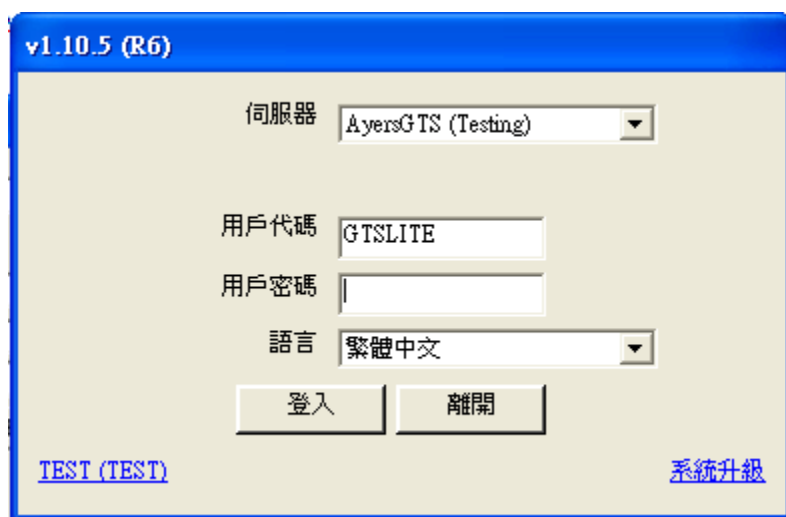 v1.10.5 (R6)
伺服器 AyersGTS (Testing)
用戶代碼 GTSLITE
用戶密碼
語言 繁體中文
登入 離開
TEST (TEST) 系統升級